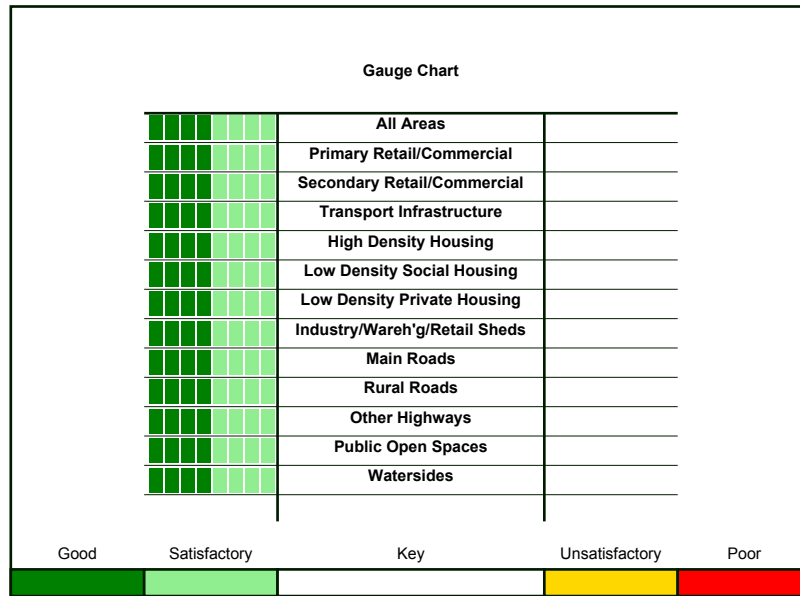 Gauge Chart
All Areas
Primary Retail/Commercial
Secondary Retail/Commercial
Transport Infrastructure
High Density Housing
Low Density Social Housing
Low Density Private Housing
Industry/Wareh'g/Retail Sheds
Main Roads
Rural Roads
Other Highways
Public Open Spaces
Watersides
Good Satisfactory Key Unsatisfactory Poor